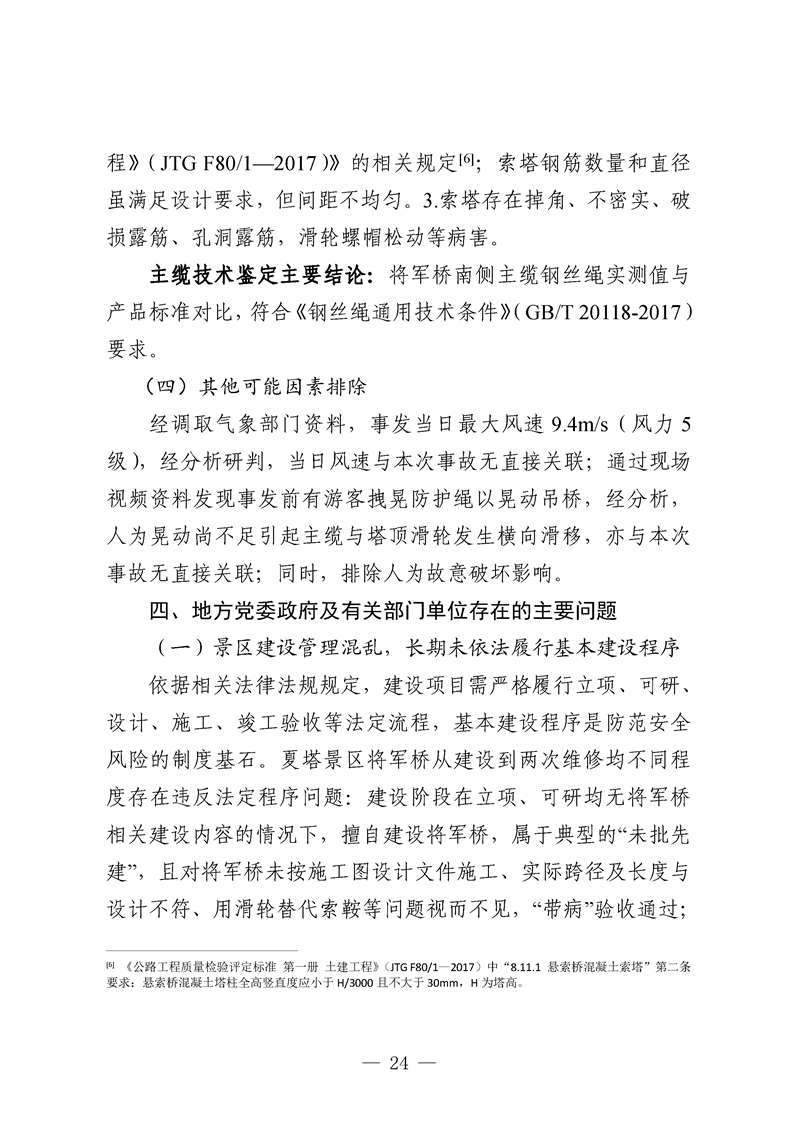 程》（JTG F80/1—2017）》的相关规定[6]；索塔钢筋数量和直径
虽满足设计要求，但间距不均匀。3.索塔存在掉角、不密实、破
损露筋、孔洞露筋，滑轮螺帽松动等病害。
主缆技术鉴定主要结论：将军桥南侧主缆钢丝绳实测值与
产品标准对比，符合《钢丝绳通用技术条件》（GB/T 20118-2017）
要求。
（四）其他可能因素排除
经调取气象部门资料，事发当日最大风速 9.4m/s（风力 5
级），经分析研判，当日风速与本次事故无直接关联；通过现场
视频资料发现事发前有游客拽晃防护绳以晃动吊桥，经分析，
人为晃动尚不足引起主缆与塔顶滑轮发生横向滑移，亦与本次
事故无直接关联；同时，排除人为故意破坏影响。
四、地方党委政府及有关部门单位存在的主要问题
（一）景区建设管理混乱，长期未依法履行基本建设程序
依据相关法律法规规定，建设项目需严格履行立项、可研、
设计、施工、竣工验收等法定流程，基本建设程序是防范安全
风险的制度基石。夏塔景区将军桥从建设到两次维修均不同程
度存在违反法定程序问题：建设阶段在立项、可研均无将军桥
相关建设内容的情况下，擅自建设将军桥，属于典型的“未批先
建”，且对将军桥未按施工图设计文件施工、实际跨径及长度与
设计不符、用滑轮替代索鞍等问题视而不见，“带病”验收通过；
[6] 《公路工程质量检验评定标准 第一册 土建工程》（JTG F80/1—2017）中“8.11.1 悬索桥混凝土索塔”第二条
要求：悬索桥混凝土塔柱全高竖直度应小于 H/3000 且不大于 30mm，H 为塔高。
— 24 —